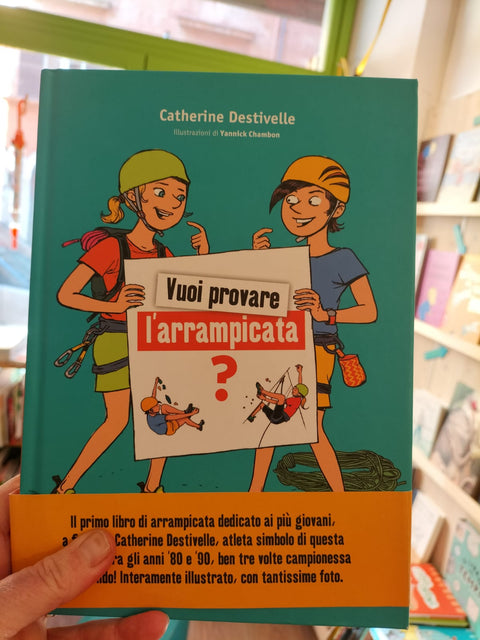 Catherine Destivelle
Illustrazioni di Yannick Chambon
Vuoi provare
l'arrampicata
?
Il primo libro di arrampicata dedicato ai più giovani,
a Catherine Destivelle, atleta simbolo di questa
gli anni '80 e '90, ben tre volte campionessa
Interamente illustrato, con tantissime foto.